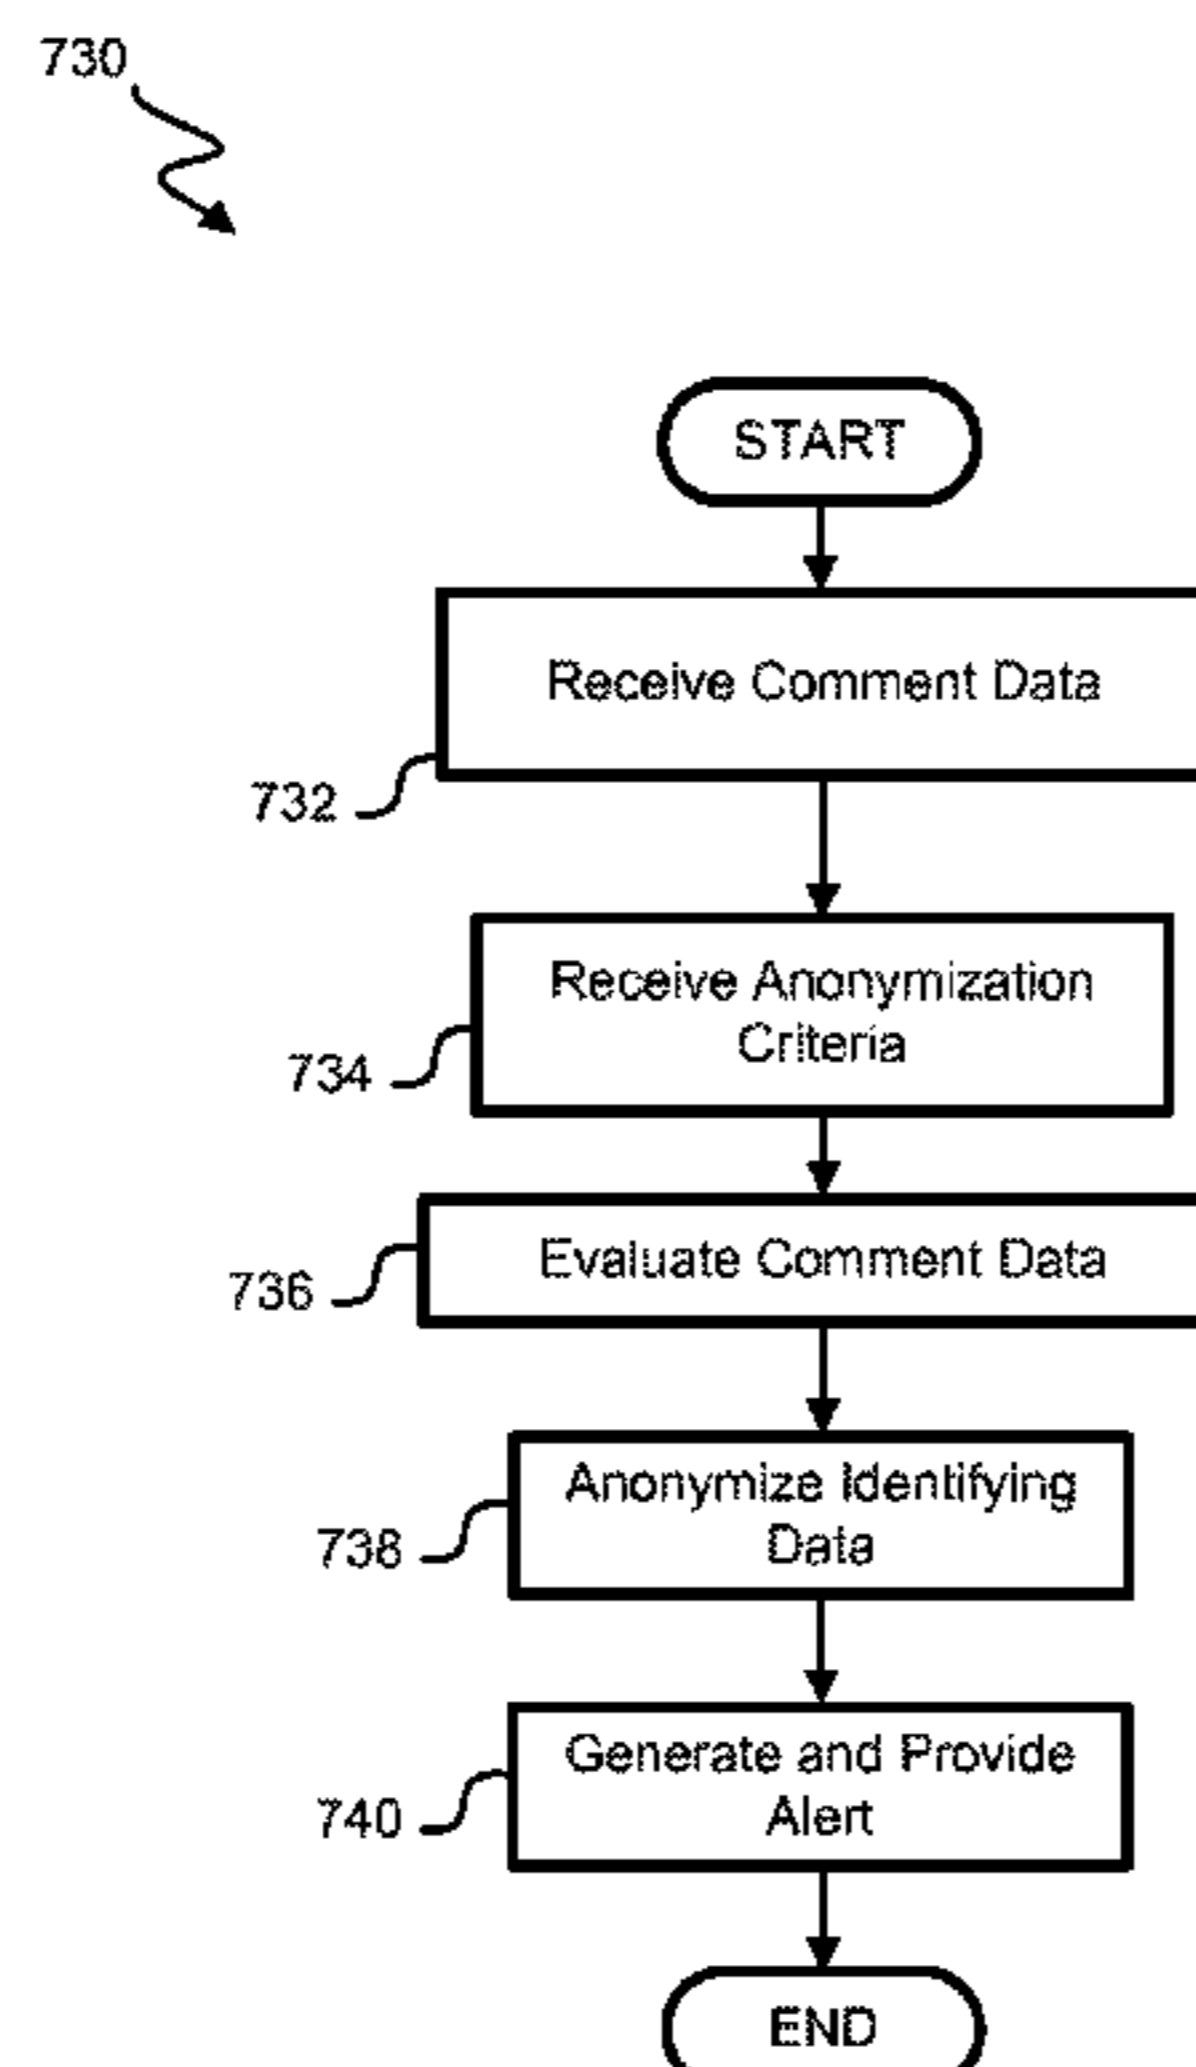 730
START
Receive Comment Data
732
Receive Anonymization
Criteria
734
Evaluate Comment Data
736
Anonymize Identifying
Data
738
Generate and Provide
Alert
740
END